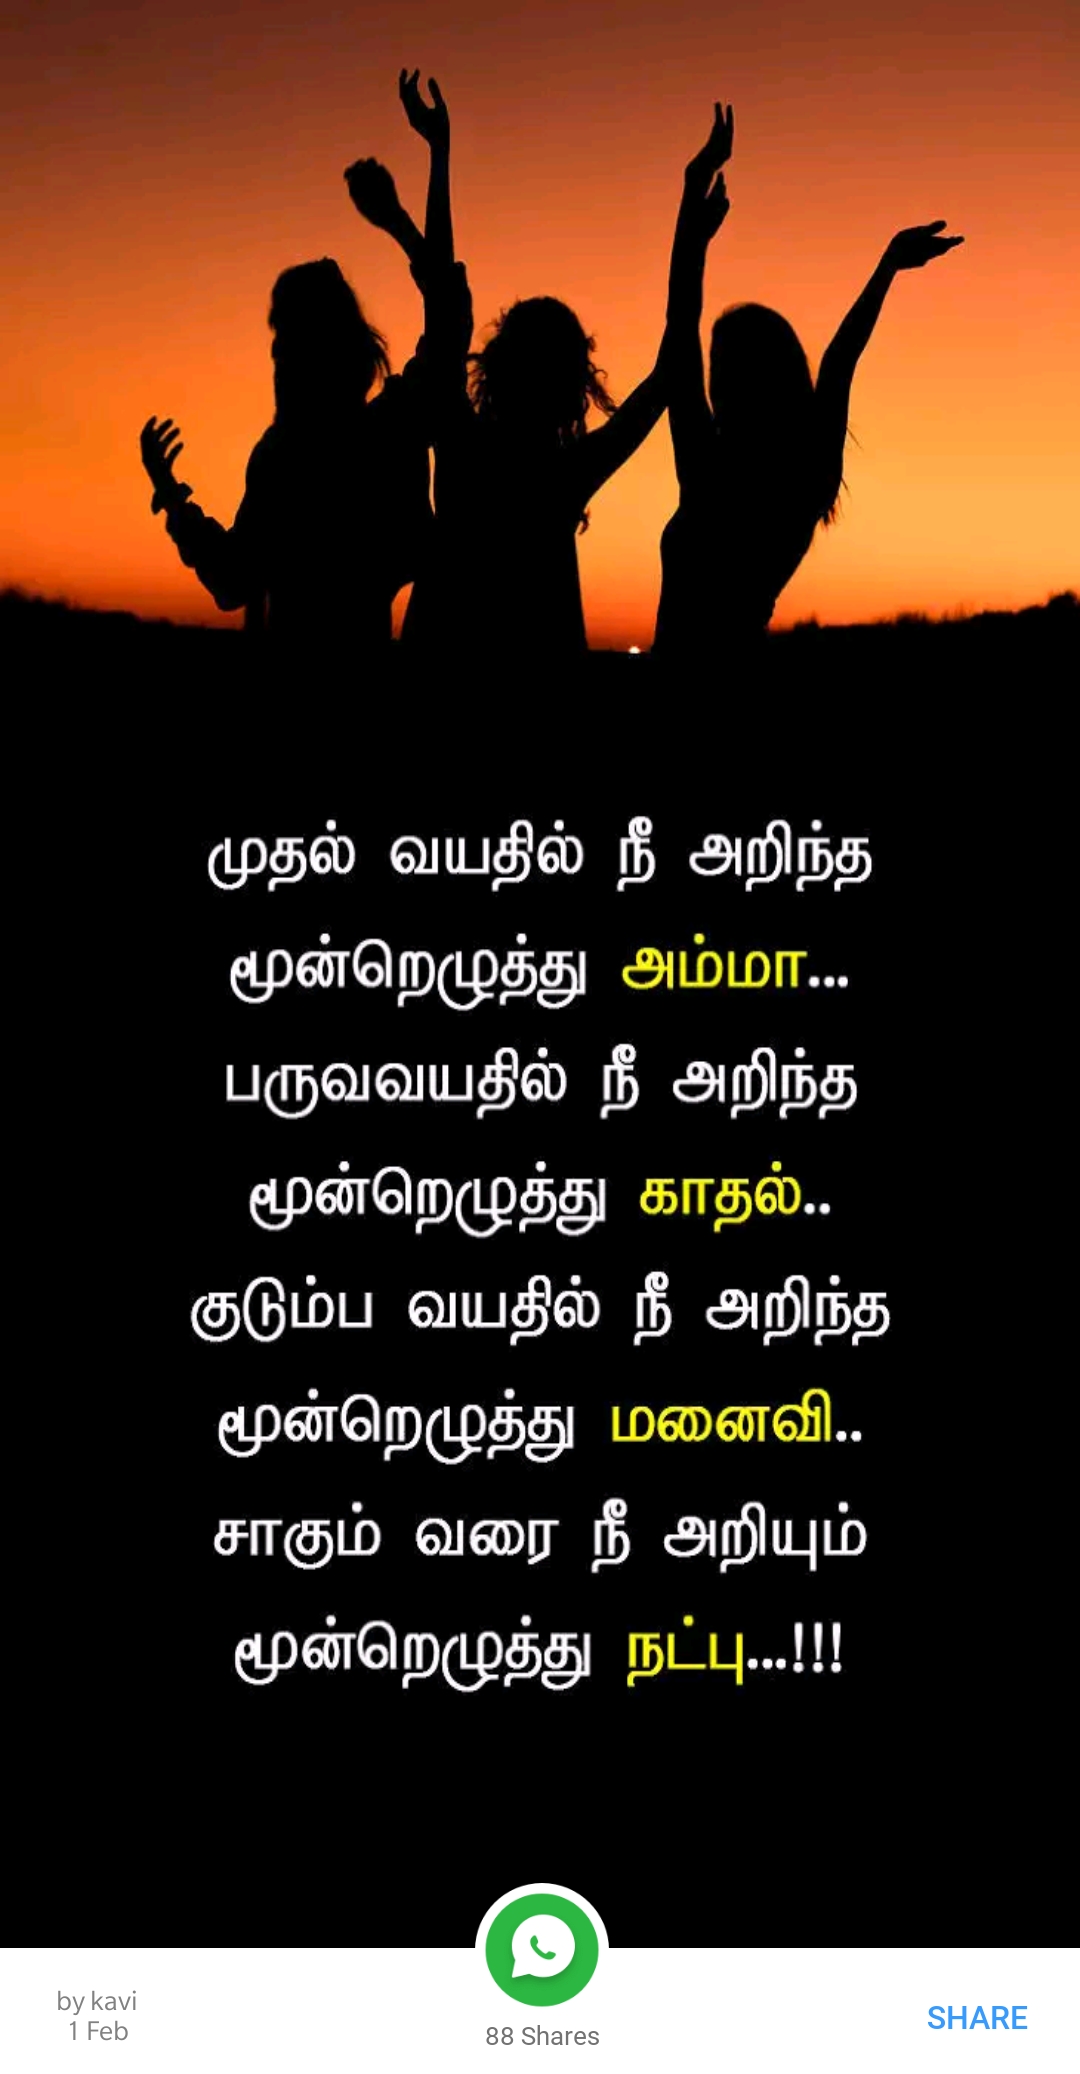 முதல் வயதில் நீ அறிந்த
மூன்றெழுத்து அம்மா...
பருவவயதில் நீ அறிந்த
மூன்றெழுத்து காதல்..
குடும்ப வயதில் நீ அறிந்த
மூன்றெழுத்து மனைவி..
சாகும் வரை நீ அறியும்
மூன்றெழுத்து நட்பு...!!!
by kavi
1 Feb
88 Shares
SHARE